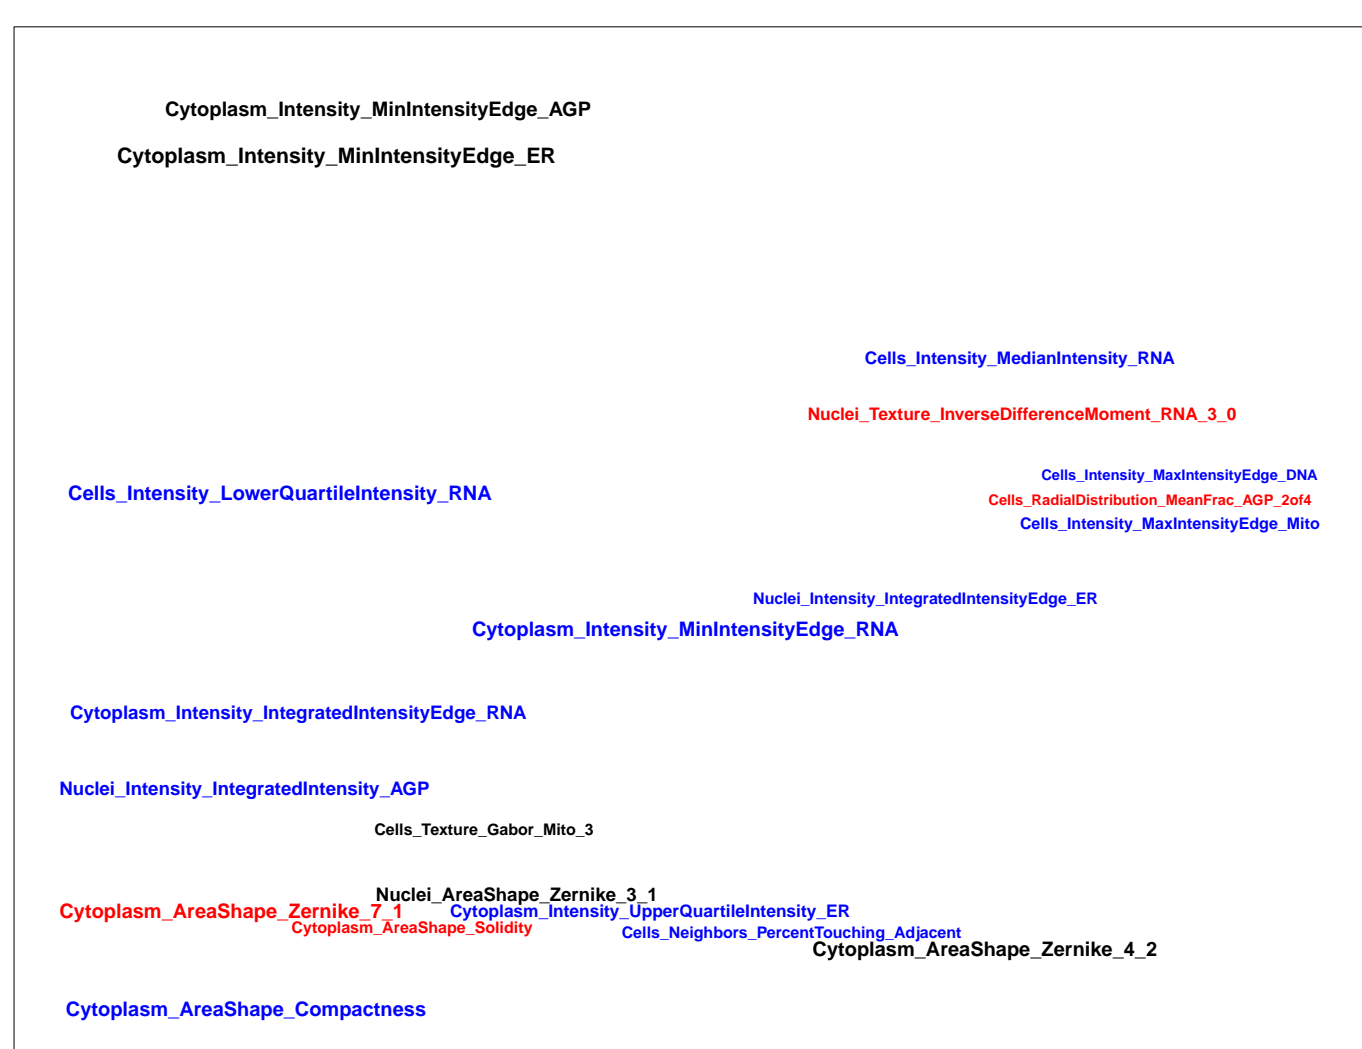 Cytoplasm_Intensity_MinIntensityEdge_AGP
Cytoplasm_Intensity_MinIntensityEdge_ER
Cells_Intensity_MedianIntensity_RNA
Nuclei_Texture_InverseDifferenceMoment_RNA_3_0
Cells_Intensity_MaxIntensityEdge_DNA
Cells_Intensity_LowerQuartileIntensity_RNA
Cells_RadialDistribution_MeanFrac_AGP_2of4
Cells_Intensity_MaxIntensityEdge_Mito
Nuclei_Intensity_IntegratedIntensityEdge_ER
Cytoplasm_Intensity_MinIntensityEdge_RNA
Cytoplasm_Intensity_IntegratedIntensityEdge_RNA
Nuclei_Intensity_IntegratedIntensity_AGP
Cells_Texture_Gabor_Mito_3
Nuclei_AreaShape_Zernike_3_1
Cytoplasm_AreaShape_Zernike_7_1
Cytoplasm_Intensity_UpperQuartileIntensity_ER
Cytoplasm_AreaShape_Solidity
Cells_Neighbors_PercentTouching_Adjacent
Cytoplasm_AreaShape_Zernike_4_2
Cytoplasm_AreaShape_Compactness